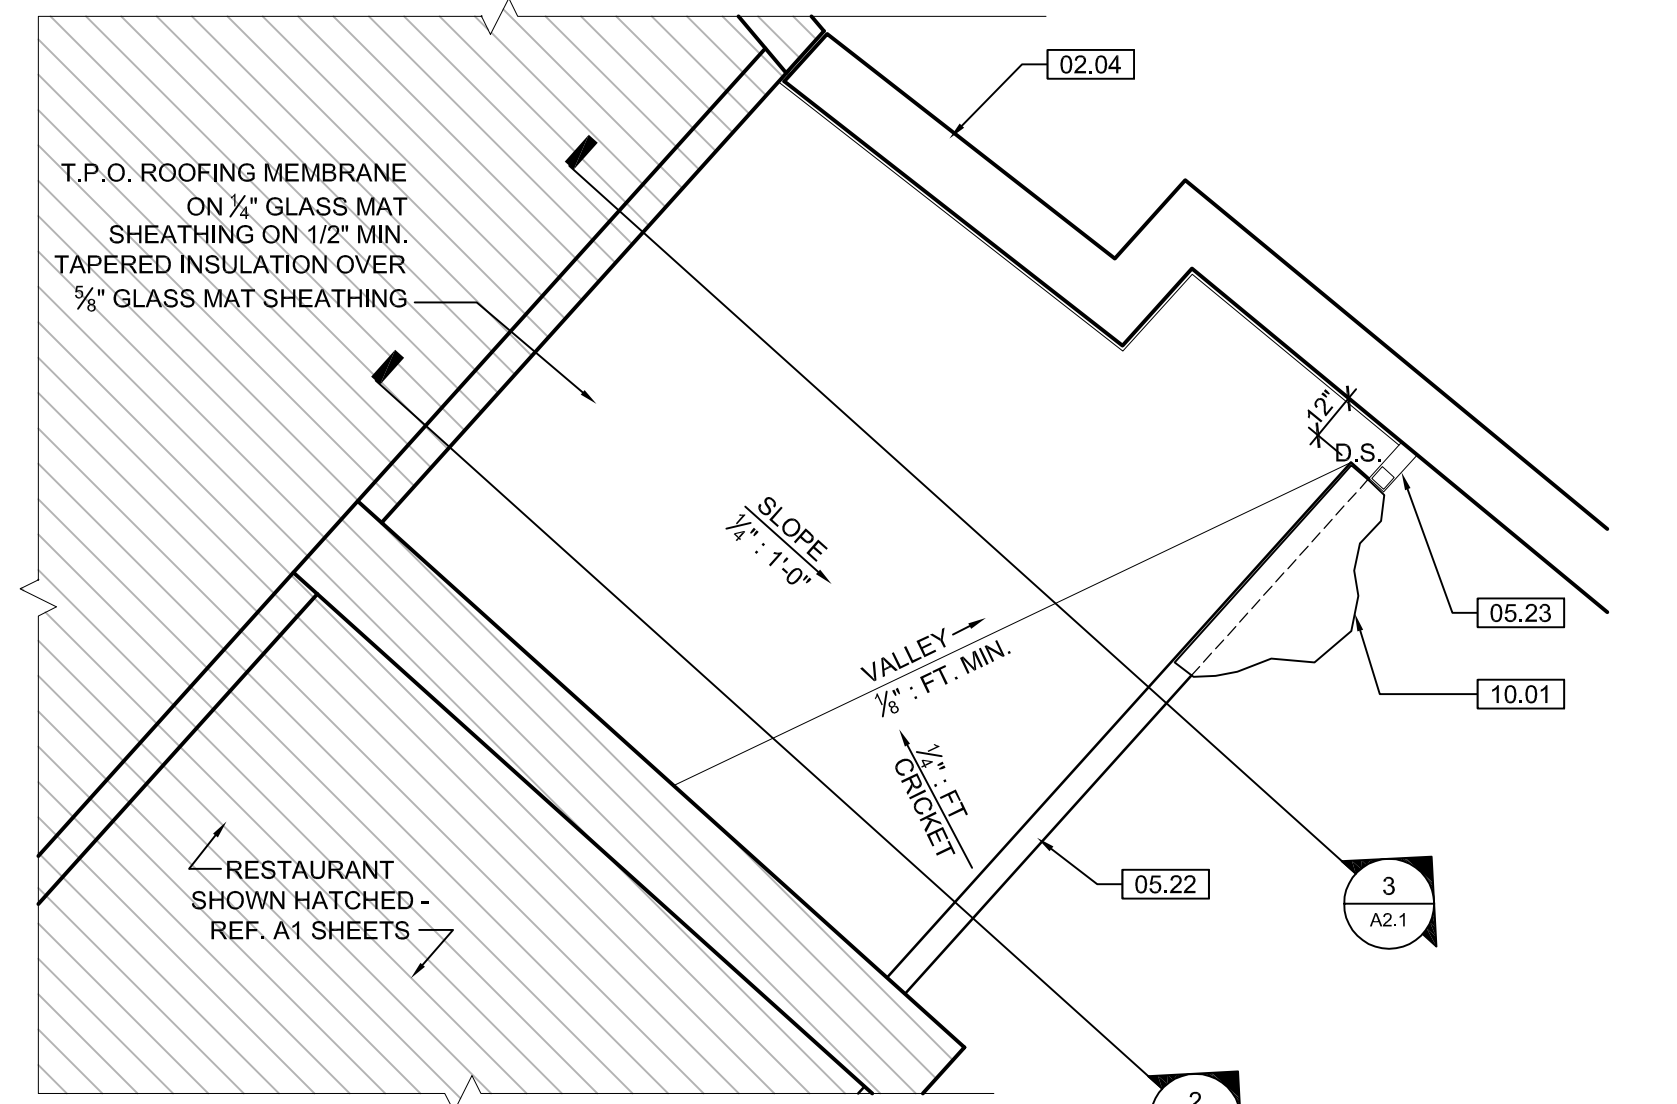 02.04
T.P.O. ROOFING MEMBRANE
ON 1/4" GLASS MAT
SHEATHING ON 1/2" MIN.
TAPERED INSULATION OVER
5/8" GLASS MAT SHEATHING
12"
D.S.
SLOPE
1/4" : 1'-0"
05.23
VALLEY
1/8" : FT. MIN.
10.01
1/4" : FT
CRICKET
RESTAURANT
SHOWN HATCHED -
REF. A1 SHEETS
05.22
3
A2.1
2